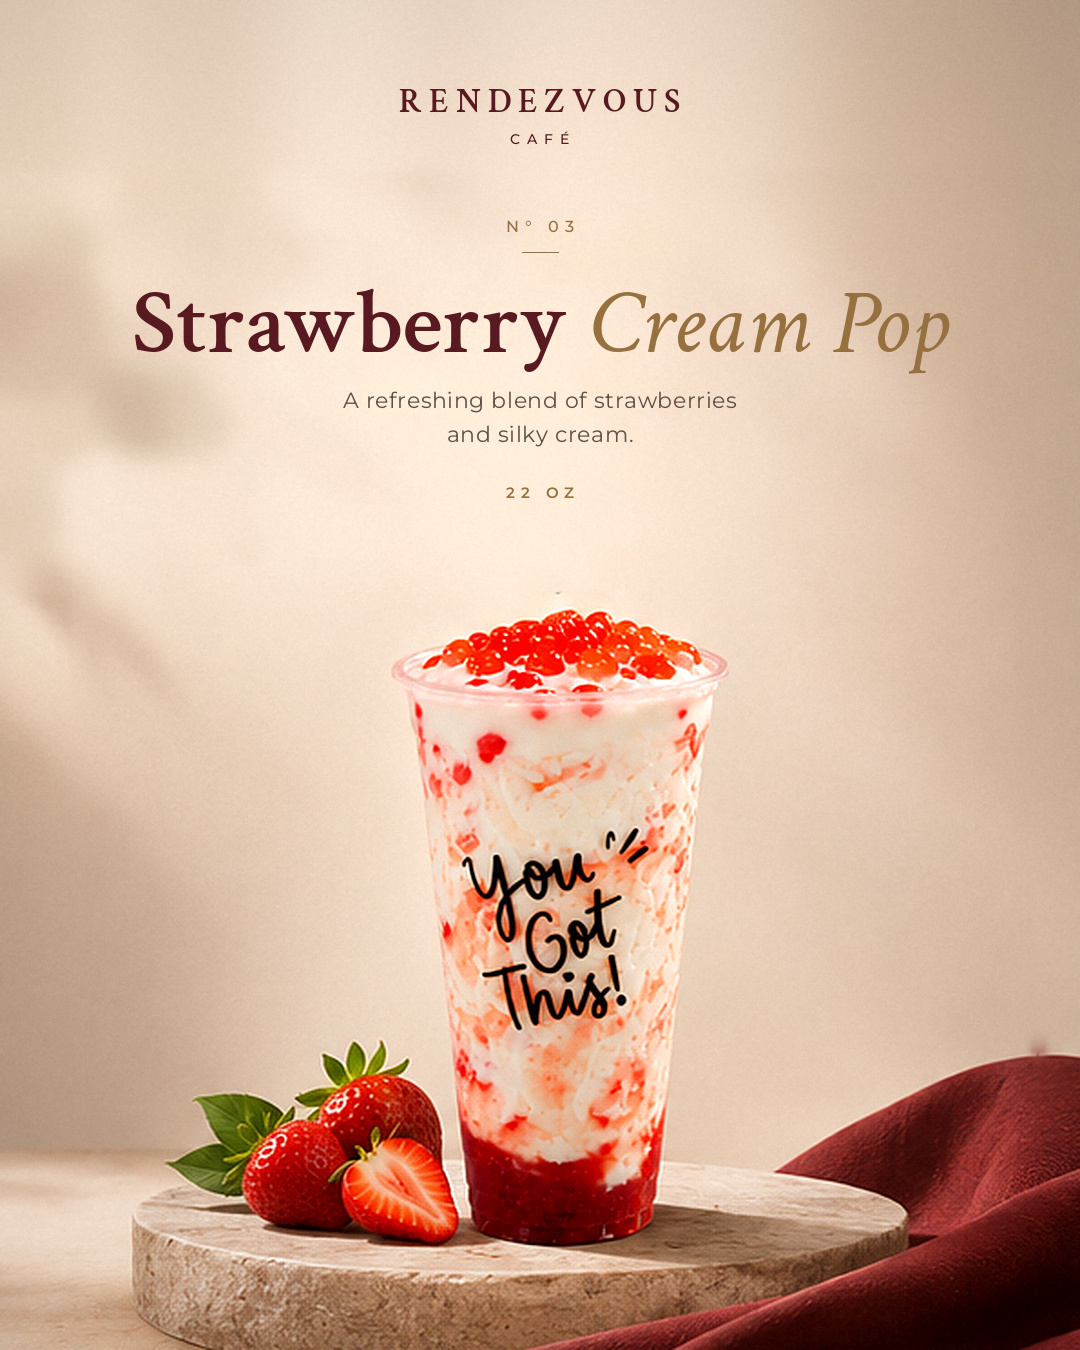 RENDEZVOUS
CAFÉ
N° 03
Strawberry Cream Pop
A refreshing blend of strawberries
and silky cream.
22 OZ
You
Got
This!